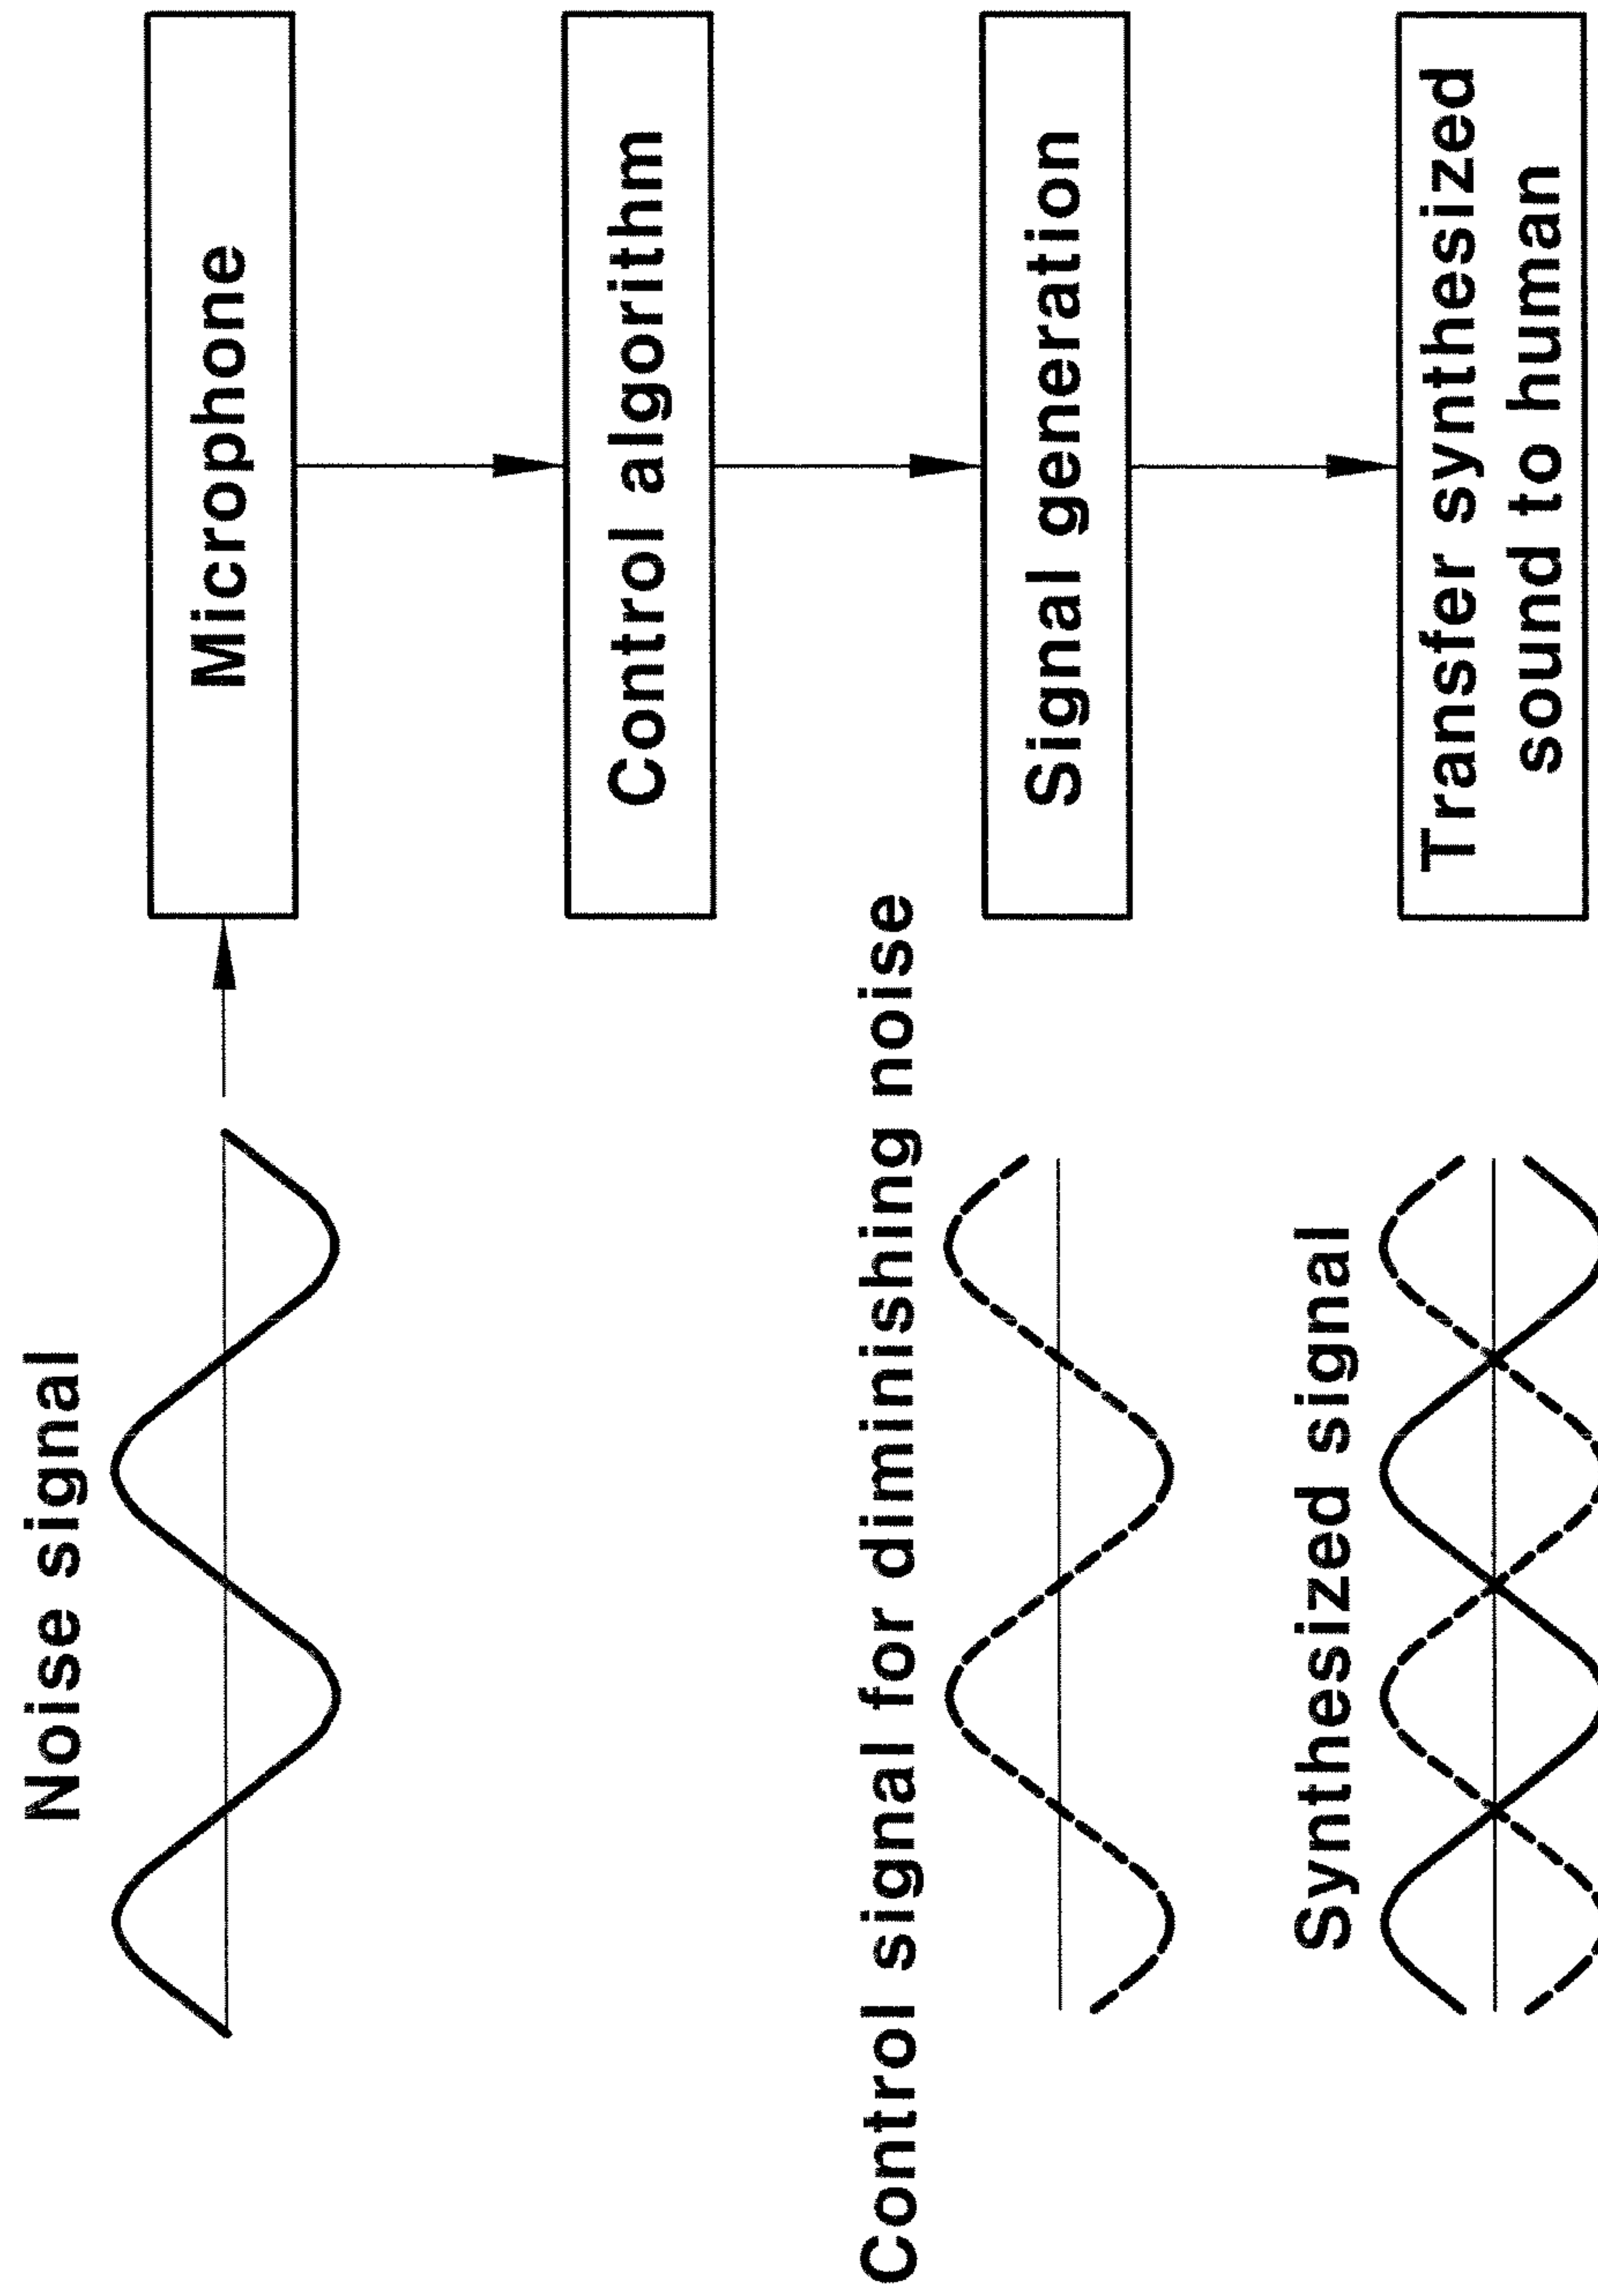 Noise signal
Microphone
Control algorithm
Control signal for diminishing noise
Signal generation
Synthesized signal
Transfer synthesized
sound to human